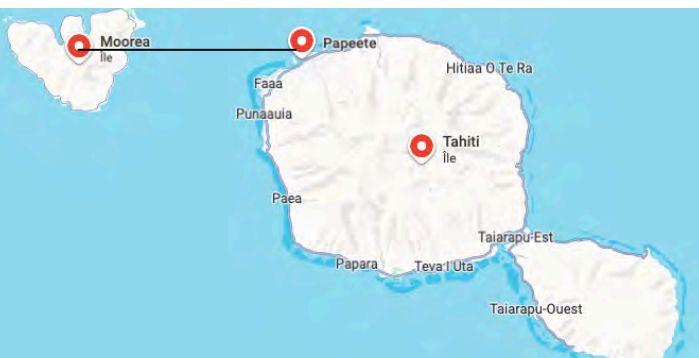 Moorea
Île
Papeete
Faaa
Hitiaa O Te Ra
Punaauia
Tahiti
Île
Paea
Taiarapu-Est
Papara
Teva I Uta
Taiarapu-Ouest